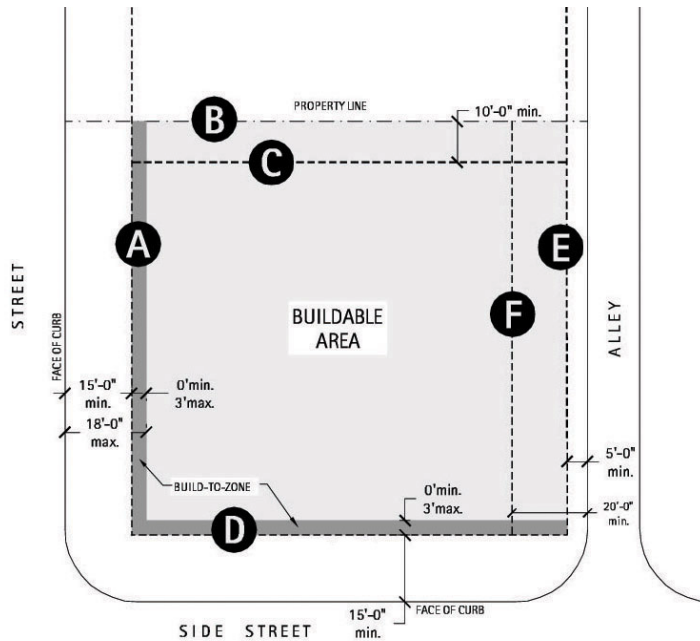 PROPERTY LINE
10'-0" min.
B
C
A
E
STREET
BUILDABLE
AREA
F
ALLEY
FACE OF CURB
15'-0"
min.
0'min.
3'max.
18'-0"
max.
5'-0"
min.
BUILD-TO-ZONE
0'min.
3'max.
20'-0"
min.
D
15'-0"
min.
FACE OF CURB
SIDE STREET